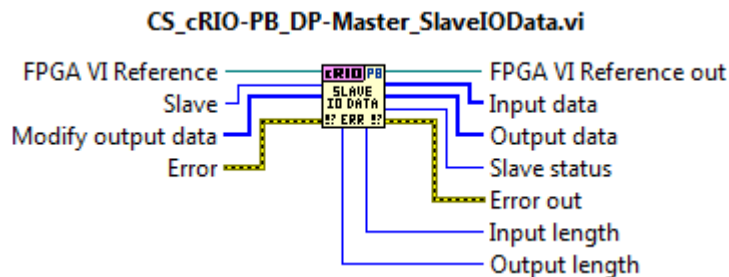 CS_cRIO-PB_DP-Master_SlaveIOData.vi
FPGA VI Reference
Slave
Modify output data
Error
cRIO PB
SLAVE
IO DATA
!? ERR !?
FPGA VI Reference out
Input data
Output data
Slave status
Error out
Input length
Output length